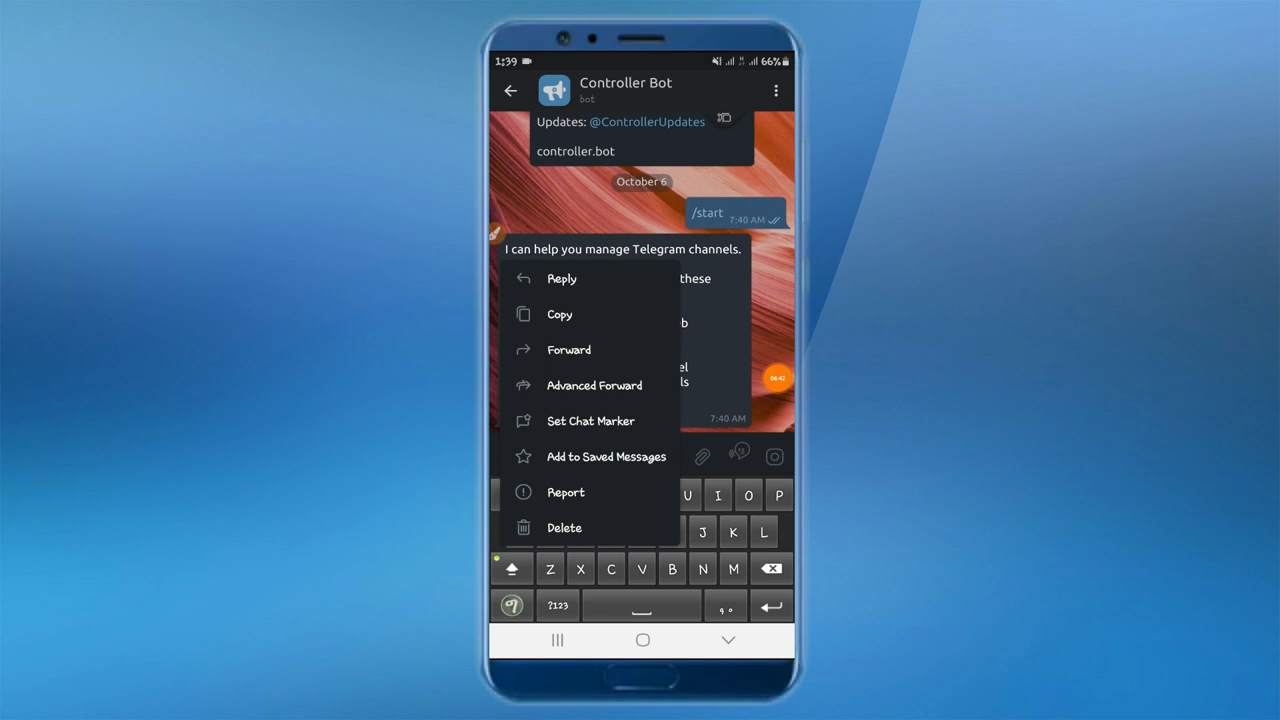 1:39
66%
Controller Bot
bot
Updates: @ControllerUpdates
controller.bot
October 6
/start 7:40 AM
I can help you manage Telegram channels.
these
b
el
ls
7:40 AM
06:42
Reply
Copy
Forward
Advanced Forward
Set Chat Marker
Add to Saved Messages
Report
Delete
U I O P
J K L
Z X C V B N M
?123